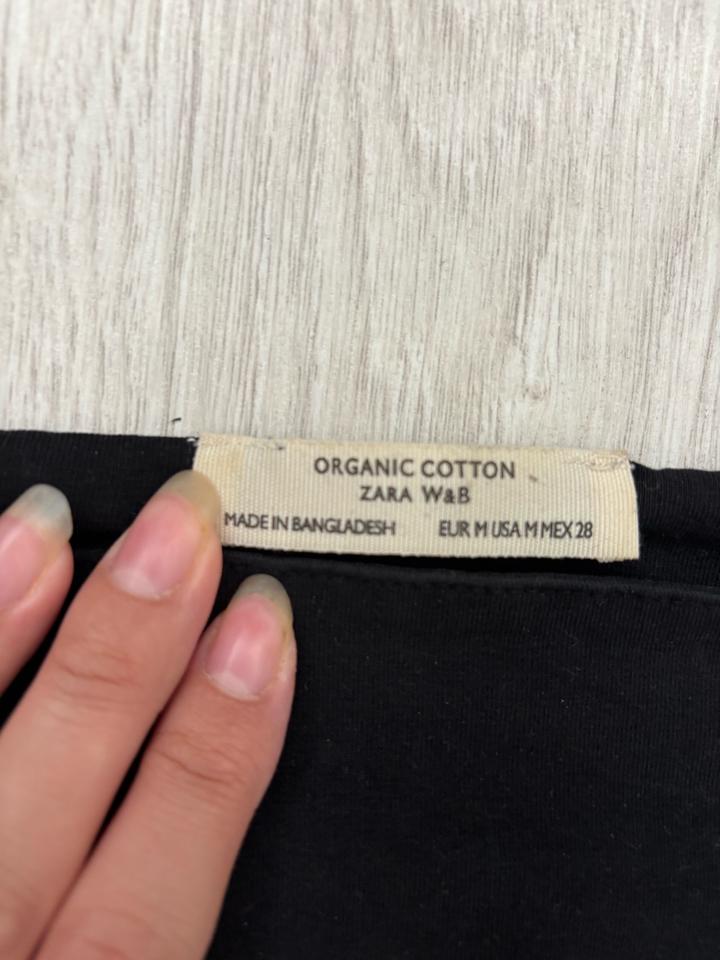 ORGANIC COTTON
ZARA W&B
MADE IN BANGLADESH EUR M USA M MEX 28